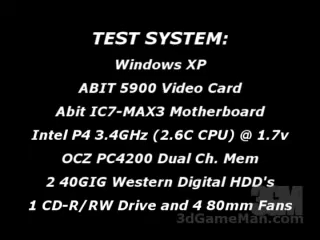 TEST SYSTEM:
Windows XP
ABIT 5900 Video Card
Abit IC7-MAX3 Motherboard
Intel P4 3.4GHz (2.6C CPU) @ 1.7v
OCZ PC4200 Dual Ch. Mem
2 40GIG Western Digital HDD's
1 CD-R/RW Drive and 4 80mm Fans
3dGameMan.com